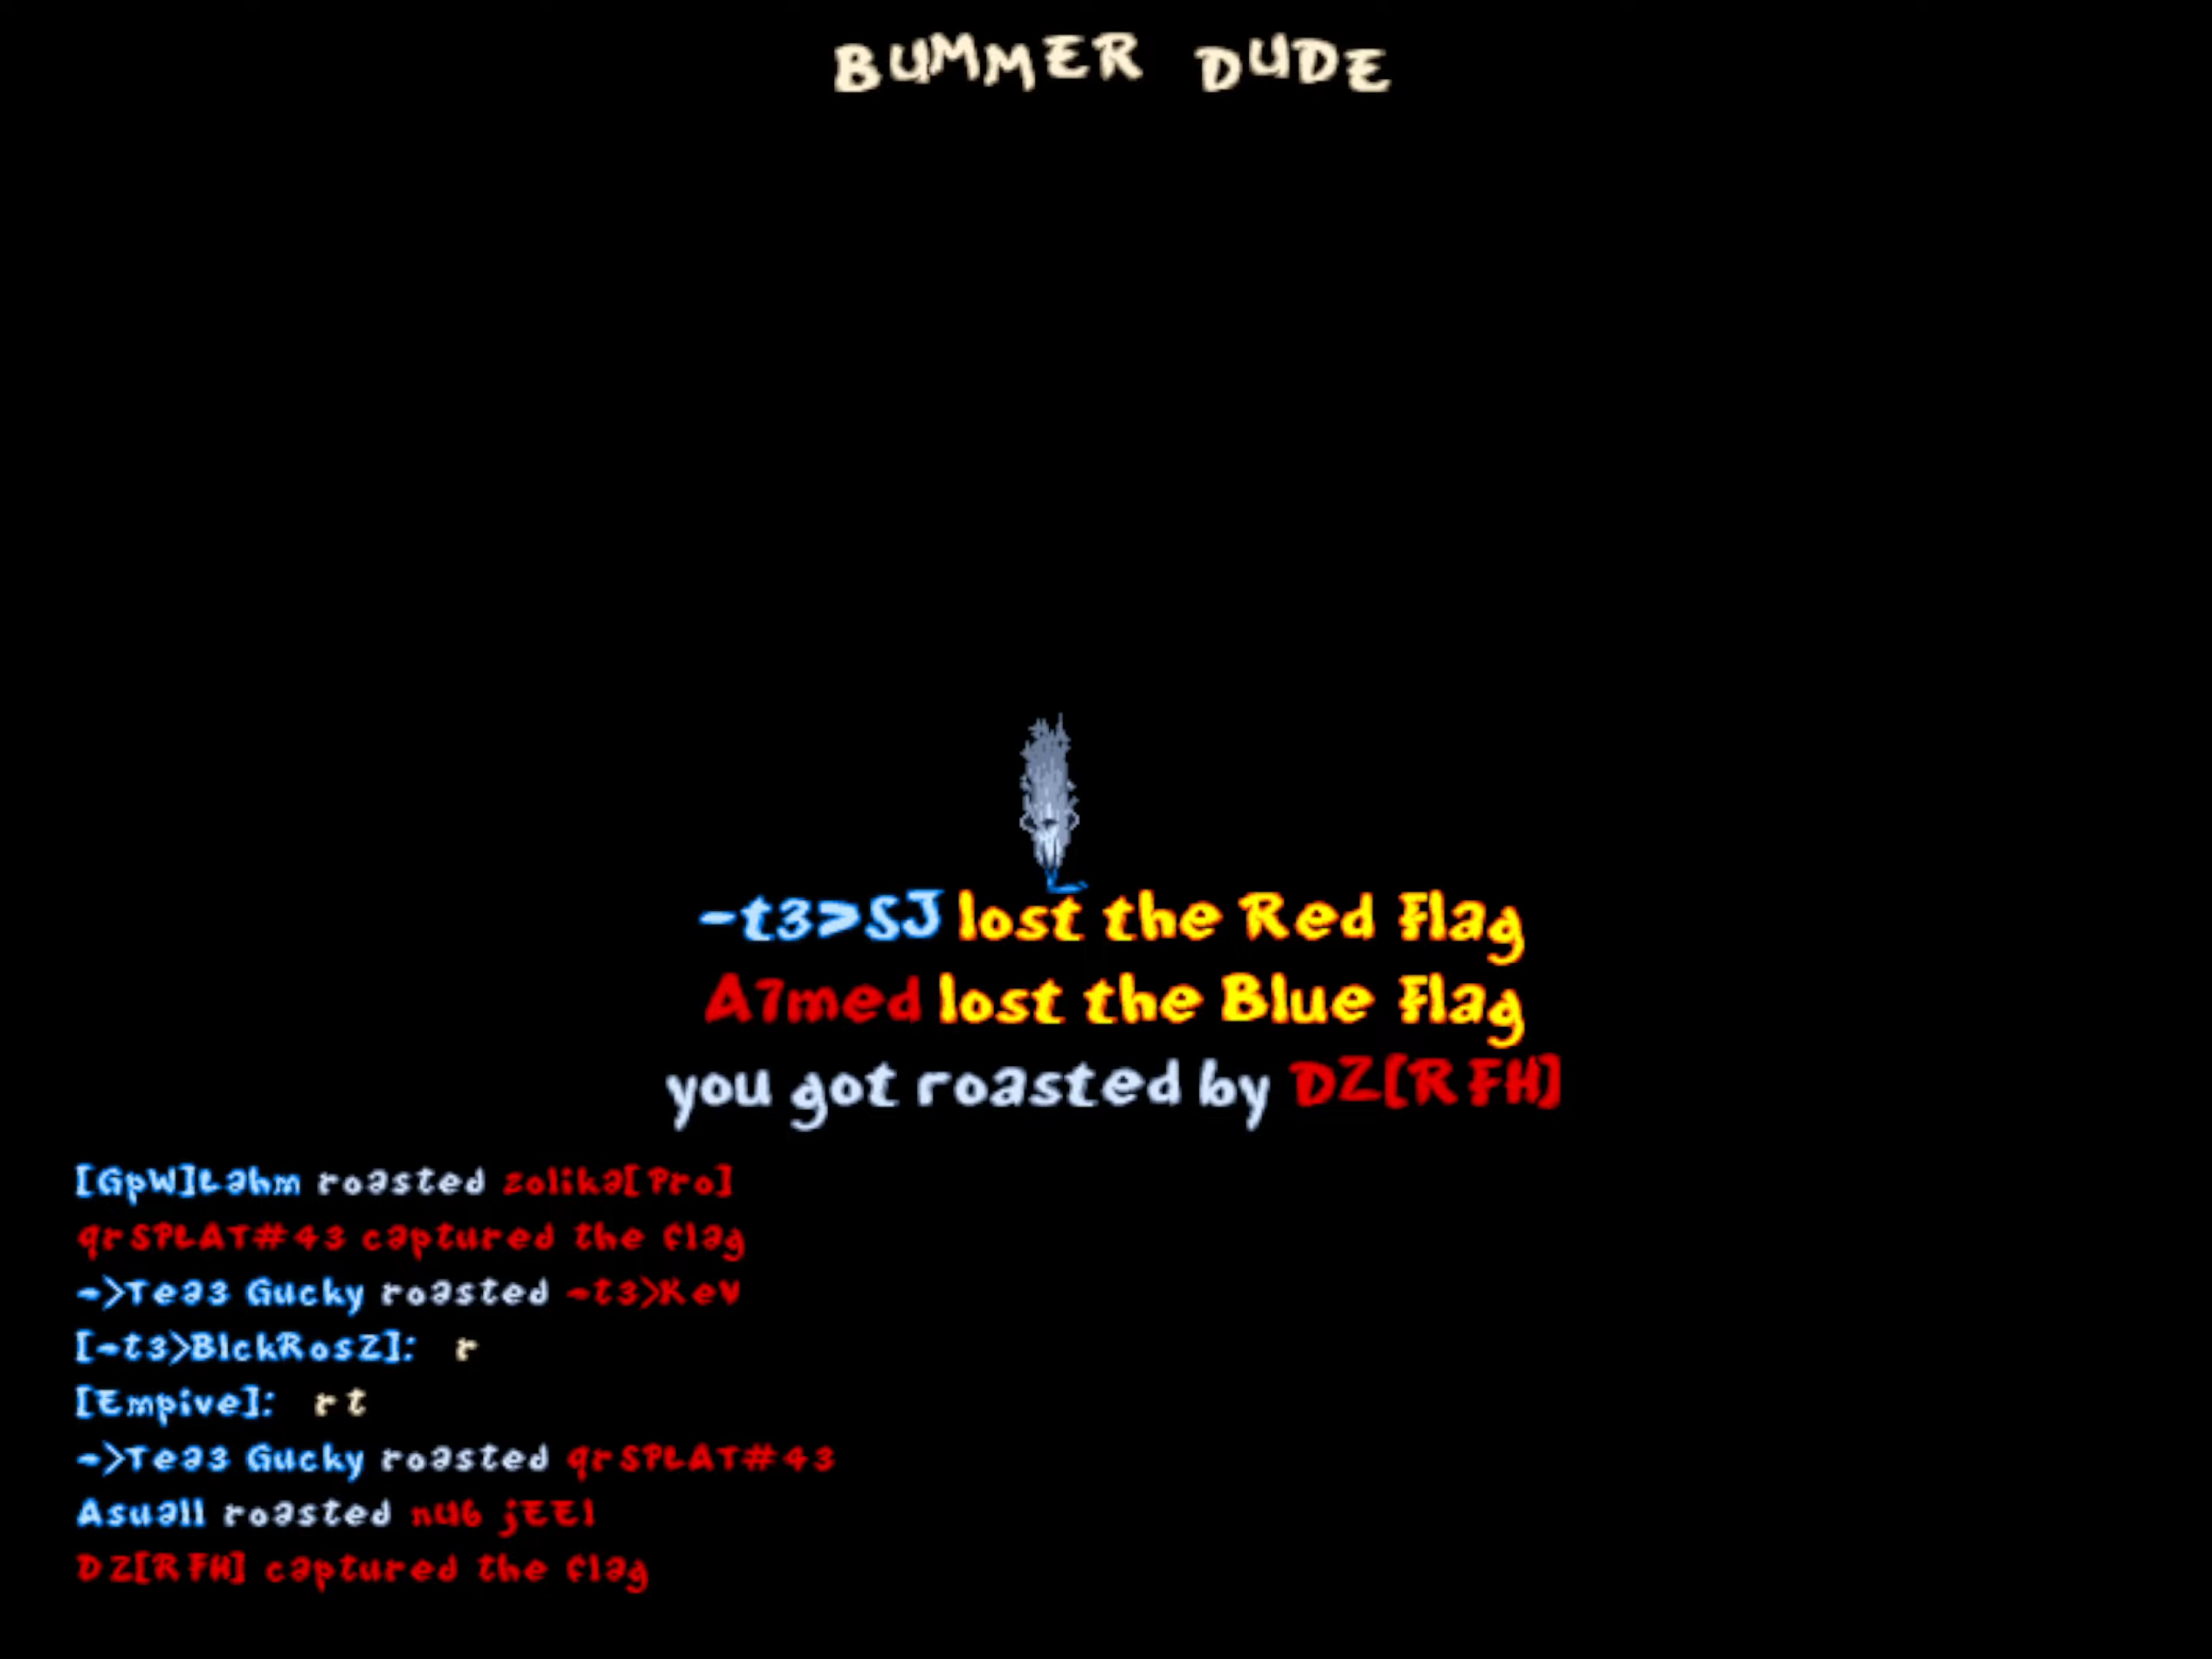 BUMMER DUDE
-t3>SJ lost the Red Flag
A7med lost the Blue Flag
you got roasted by DZ[RFH]
[GpW]Lahm roasted zolika[Pro]
qrSPLAT#43 captured the flag
->Tea3 Gucky roasted -t3>KeV
[-t3>BlckRosZ]: r
[Empive]: rt
->Tea3 Gucky roasted qrSPLAT#43
Asuall roasted nUb jEEl
DZ[RFH] captured the flag